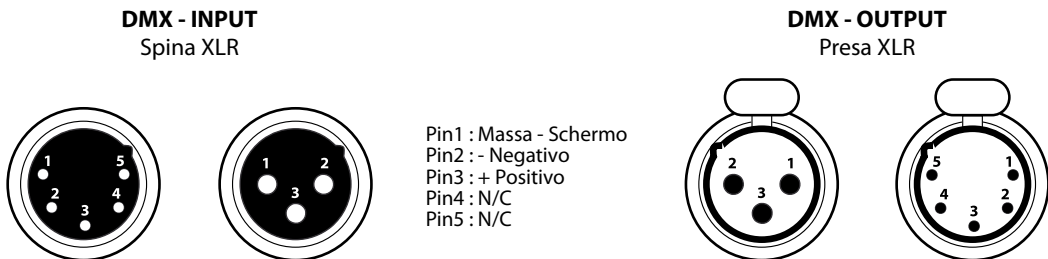 DMX - INPUT
Spina XLR
DMX - OUTPUT
Presa XLR
1
5
2
4
3
1
2
3
Pin1 : Massa - Schermo
Pin2 : - Negativo
Pin3 : + Positivo
Pin4 : N/C
Pin5 : N/C
2
1
3
5
1
4
2
3